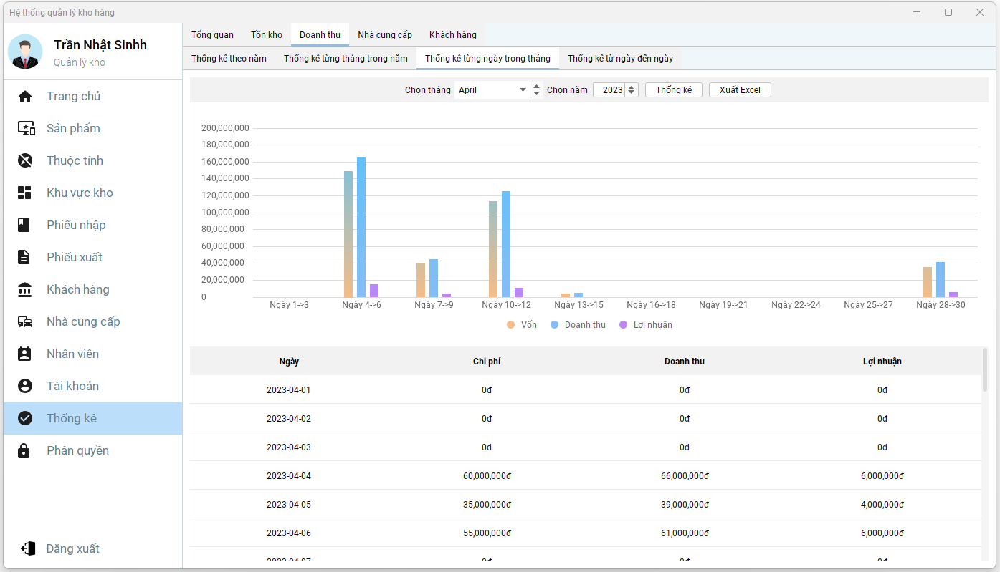 Hệ thống quản lý kho hàng
Trần Nhật Sinhh
Quản lý kho
Trang chủ
Sản phẩm
Thuộc tính
Khu vực kho
Phiếu nhập
Phiếu xuất
Khách hàng
Nhà cung cấp
Nhân viên
Tài khoản
Thống kê
Phân quyền
Đăng xuất
Tổng quan Tồn kho Doanh thu Nhà cung cấp Khách hàng
Thống kê theo năm Thống kê từng tháng trong năm Thống kê từng ngày trong tháng Thống kê từ ngày đến ngày
Chọn tháng April Chọn năm 2023 Thống kê Xuất Excel
200,000,000
180,000,000
160,000,000
140,000,000
120,000,000
100,000,000
80,000,000
60,000,000
40,000,000
20,000,000
0
Ngày 1->3 Ngày 4->6 Ngày 7->9 Ngày 10->12 Ngày 13->15 Ngày 16->18 Ngày 19->21 Ngày 22->24 Ngày 25->27 Ngày 28->30
Vốn Doanh thu Lợi nhuận
Ngày Chi phí Doanh thu Lợi nhuận
2023-04-01 0đ 0đ 0đ
2023-04-02 0đ 0đ 0đ
2023-04-03 0đ 0đ 0đ
2023-04-04 60,000,000đ 66,000,000đ 6,000,000đ
2023-04-05 35,000,000đ 39,000,000đ 4,000,000đ
2023-04-06 55,000,000đ 61,000,000đ 6,000,000đ
2023-04-07 0đ 0đ 0đ